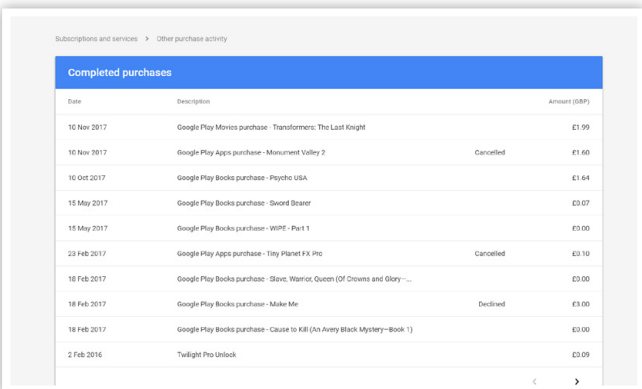 Subscriptions and services > Other purchase activity
Completed purchases
Date Description Amount (GBP)
10 Nov 2017 Google Play Movies purchase - Transformers: The Last Knight £1.99
10 Nov 2017 Google Play Apps purchase - Monument Valley 2 Cancelled £1.60
10 Oct 2017 Google Play Books purchase - Psycho USA £1.64
15 May 2017 Google Play Books purchase - Sword Bearer £0.07
15 May 2017 Google Play Books purchase - WIPE - Part 1 £0.00
23 Feb 2017 Google Play Apps purchase - Tiny Planet FX Pro Cancelled £0.10
18 Feb 2017 Google Play Books purchase - Slave, Warrior, Queen (Of Crowns and Glory—... £0.00
18 Feb 2017 Google Play Books purchase - Make Me Declined £3.00
18 Feb 2017 Google Play Books purchase - Cause to Kill (An Avery Black Mystery—Book 1) £0.00
2 Feb 2016 Twilight Pro Unlock £0.09